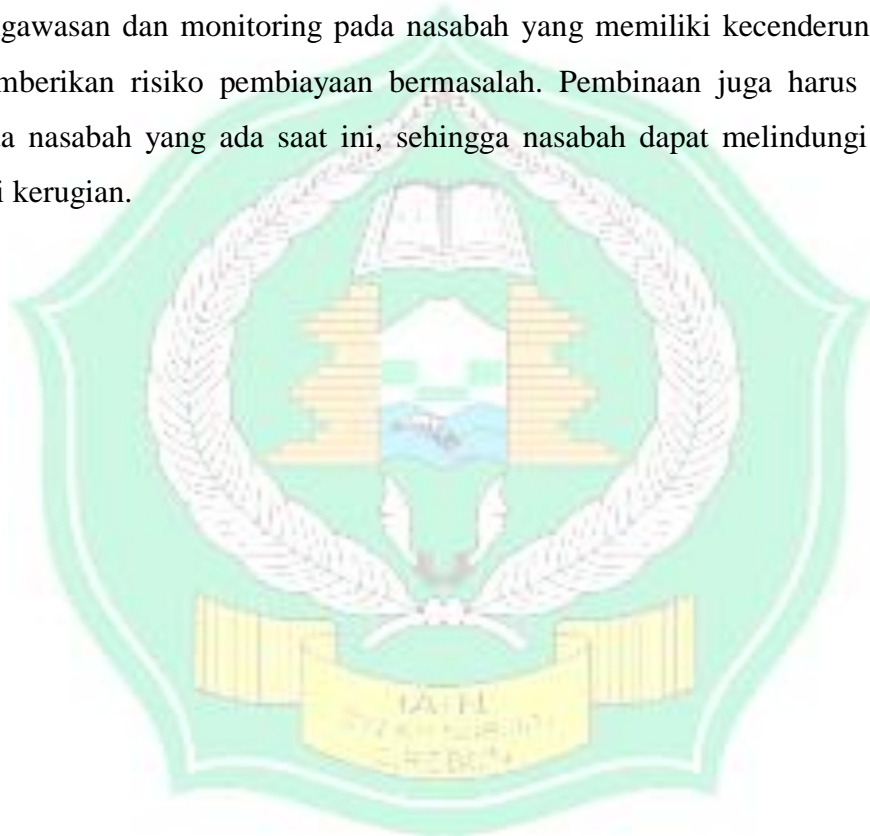 gawasan dan monitoring pada nasabah yang memiliki kecenderun
mberikan risiko pembiayaan bermasalah. Pembinaan juga harus
a nasabah yang ada saat ini, sehingga nasabah dapat melindungi
i kerugian.